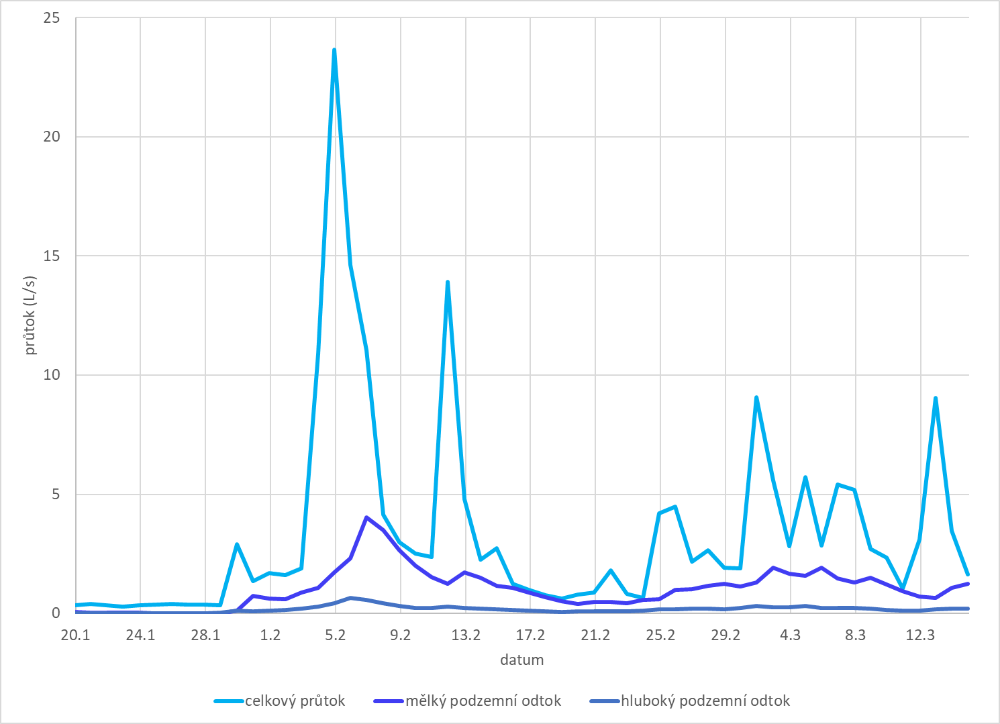 25
20
15
10
5
0
průtok (L/s)
20.1 24.1 28.1 1.2 5.2 9.2 13.2 17.2 21.2 25.2 29.2 4.3 8.3 12.3
datum
celkový průtok mělký podzemní odtok hluboký podzemní odtok